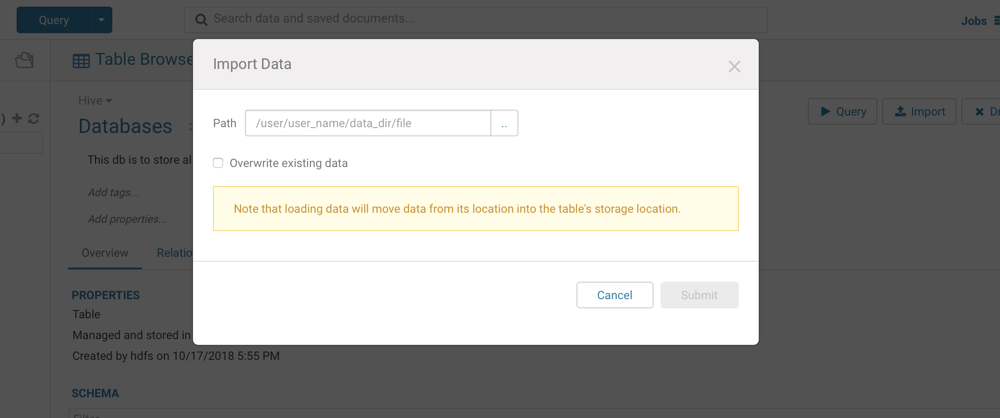 Query
Search data and saved documents...
Jobs
Table Browse
Import Data
Hive
Databases >
Path /user/user_name/data_dir/file ..
Query
Import
)
This db is to store al
Overwrite existing data
Add tags...
Note that loading data will move data from its location into the table's storage location.
Add properties...
Overview
Relatio
PROPERTIES
Cancel
Submit
Table
Managed and stored in
Created by hdfs on 10/17/2018 5:55 PM
SCHEMA